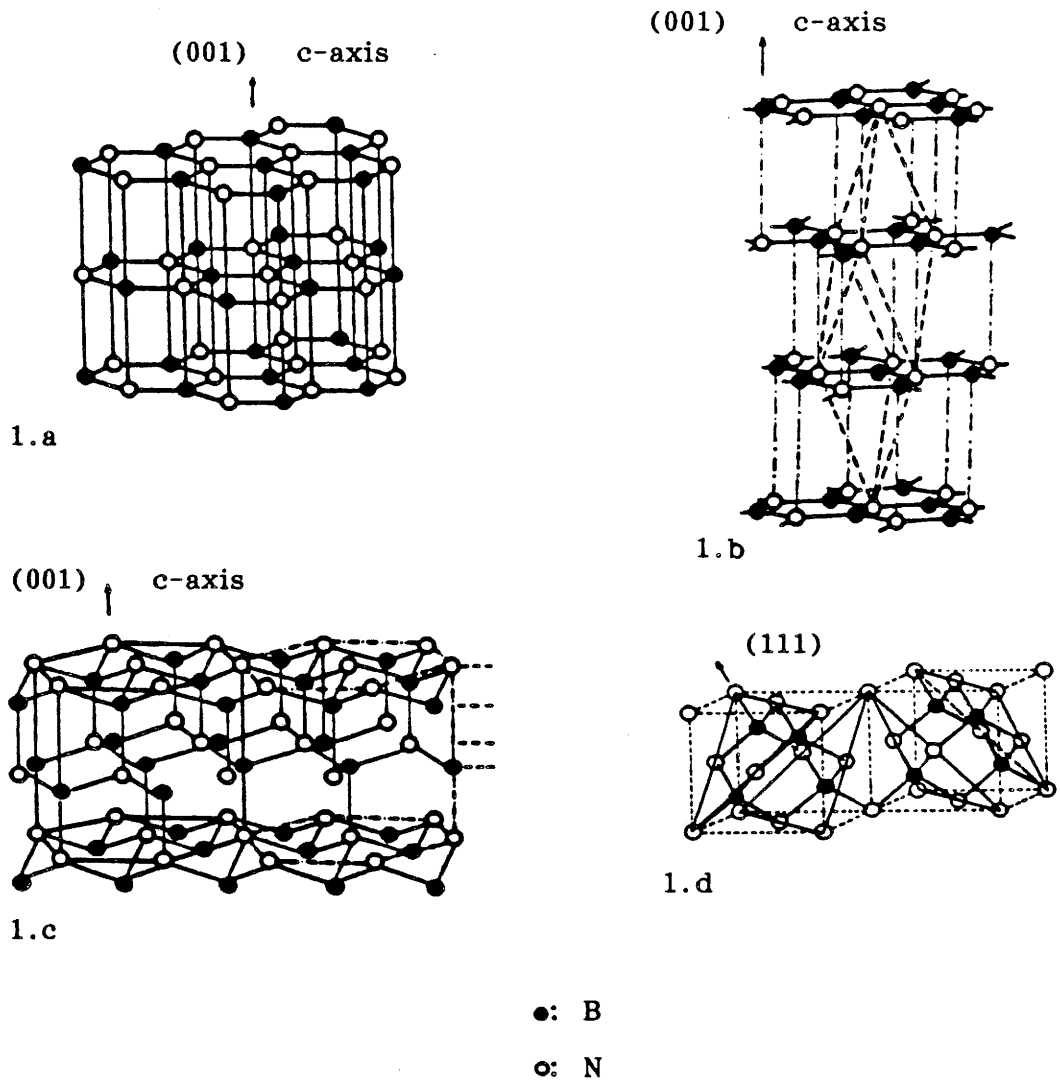 (001) c-axis
1.a
(001) c-axis
1.b
(001) c-axis
1.c
(111)
1.d
●: B
○: N